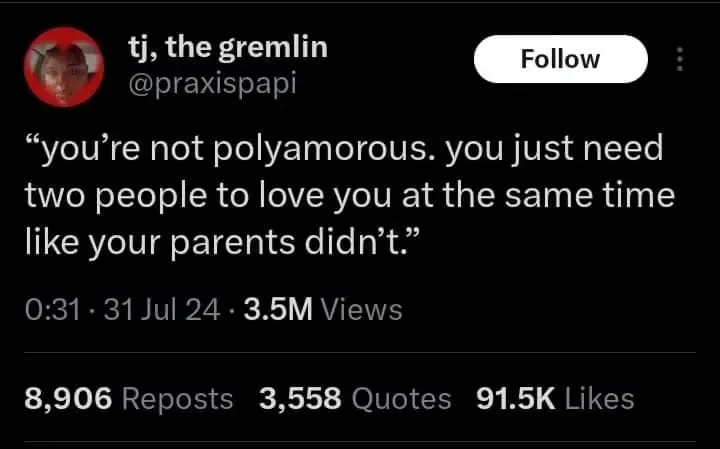 tj, the gremlin
@praxispapi
Follow
“you’re not polyamorous. you just need
two people to love you at the same time
like your parents didn’t.”
0:31 · 31 Jul 24 · 3.5M Views
8,906 Reposts 3,558 Quotes 91.5K Likes